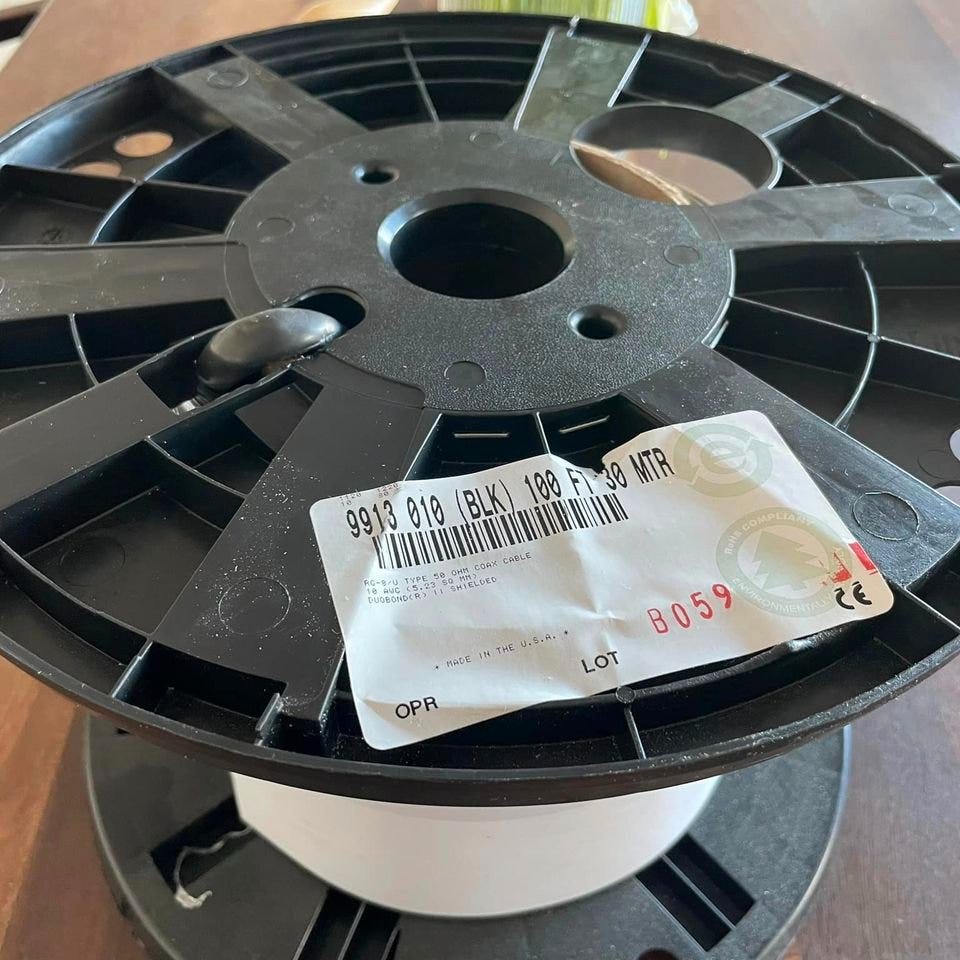 9913 010 (BLK) 100 FT 30 MTR
RG-8/U TYPE 50 OHM COAX CABLE
10 AWG (5.23 SQ MM)
DUOBOND(R) II SHIELDED
* MADE IN THE U.S.A. *
B059
OPR
LOT
RoHS COMPLIANT
ENVIRONMENTALLY
CE